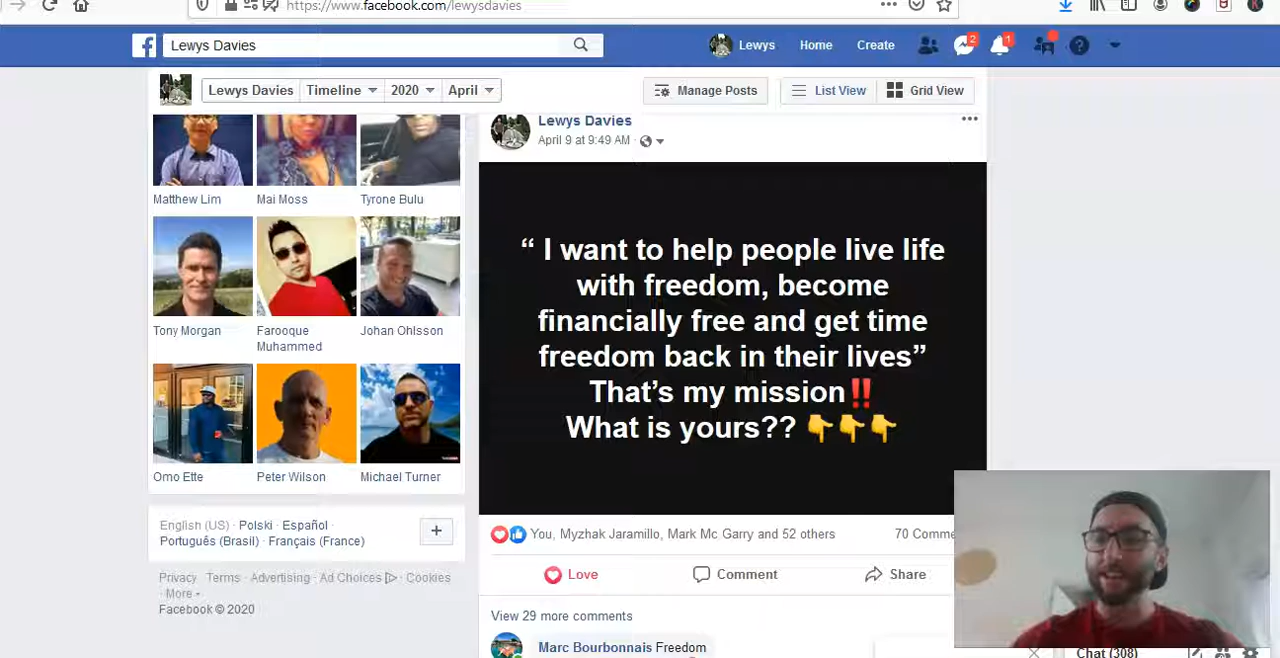 https://www.facebook.com/lewysdavies
Lewys Davies
Lewys
Home
Create
2
1
Lewys Davies
Timeline
2020
April
Manage Posts
List View
Grid View
Matthew Lim
Mai Moss
Tyrone Bulu
Tony Morgan
Farooque
Muhammed
Johan Ohlsson
Omo Ette
Peter Wilson
Michael Turner
English (US) · Polski · Español ·
Português (Brasil) · Français (France)
+
Privacy · Terms · Advertising · Ad Choices · Cookies
· More
Facebook © 2020
Lewys Davies
April 9 at 9:49 AM ·
“ I want to help people live life
with freedom, become
financially free and get time
freedom back in their lives”
That’s my mission‼️
What is yours?? 👇👇👇
You, Myzhak Jaramillo, Mark Mc Garry and 52 others
70 Comme
Love
Comment
Share
View 29 more comments
Marc Bourbonnais Freedom
Chat (308)